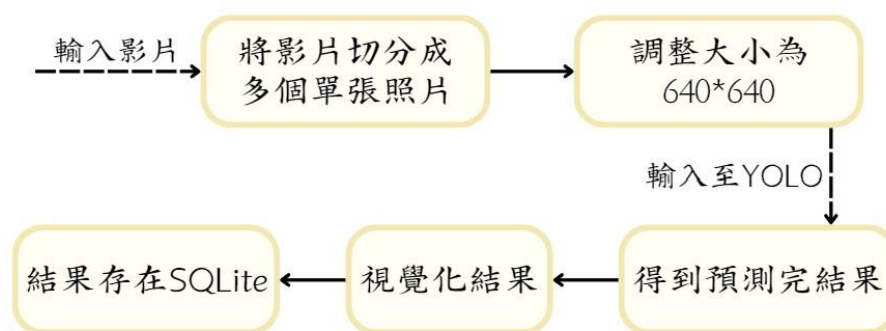 輸入影片
將影片切分成
多個單張照片
調整大小為
640*640
輸入至YOLO
得到預測完結果
視覺化結果
結果存在SQLite